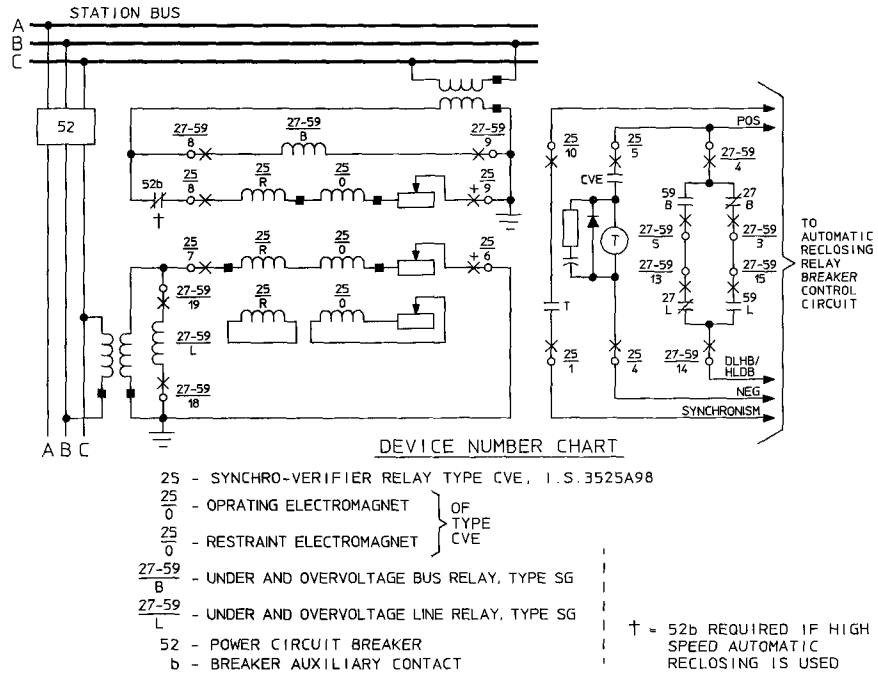 STATION BUS
A
B
C
52
27-59
B
27-59
8
27-59
9
52b
†
25
8
25
R
25
O
+
25
9
25
7
25
R
25
O
+
25
6
27-59
19
25
R
25
O
27-59
L
27-59
18
A B C
25
10
25
5
CVE
T
T
25
1
25
4
POS
27-59
4
59
B
27
B
27-59
5
27-59
3
27-59
13
27-59
15
27
L
59
L
27-59
14
DLHB/
HLDB
NEG
SYNCHRONISM
TO
AUTOMATIC
RECLOSING
RELAY
BREAKER
CONTROL
CIRCUIT
DEVICE NUMBER CHART
25 - SYNCHRO-VERIFIER RELAY TYPE CVE, I.S.3525A98
25
O - OPRATING ELECTROMAGNET
25
O - RESTRAINT ELECTROMAGNET
OF
TYPE
CVE
27-59
B - UNDER AND OVERVOLTAGE BUS RELAY, TYPE SG
27-59
L - UNDER AND OVERVOLTAGE LINE RELAY, TYPE SG
52 - POWER CIRCUIT BREAKER
b - BREAKER AUXILIARY CONTACT
† = 52b REQUIRED IF HIGH
SPEED AUTOMATIC
RECLOSING IS USED